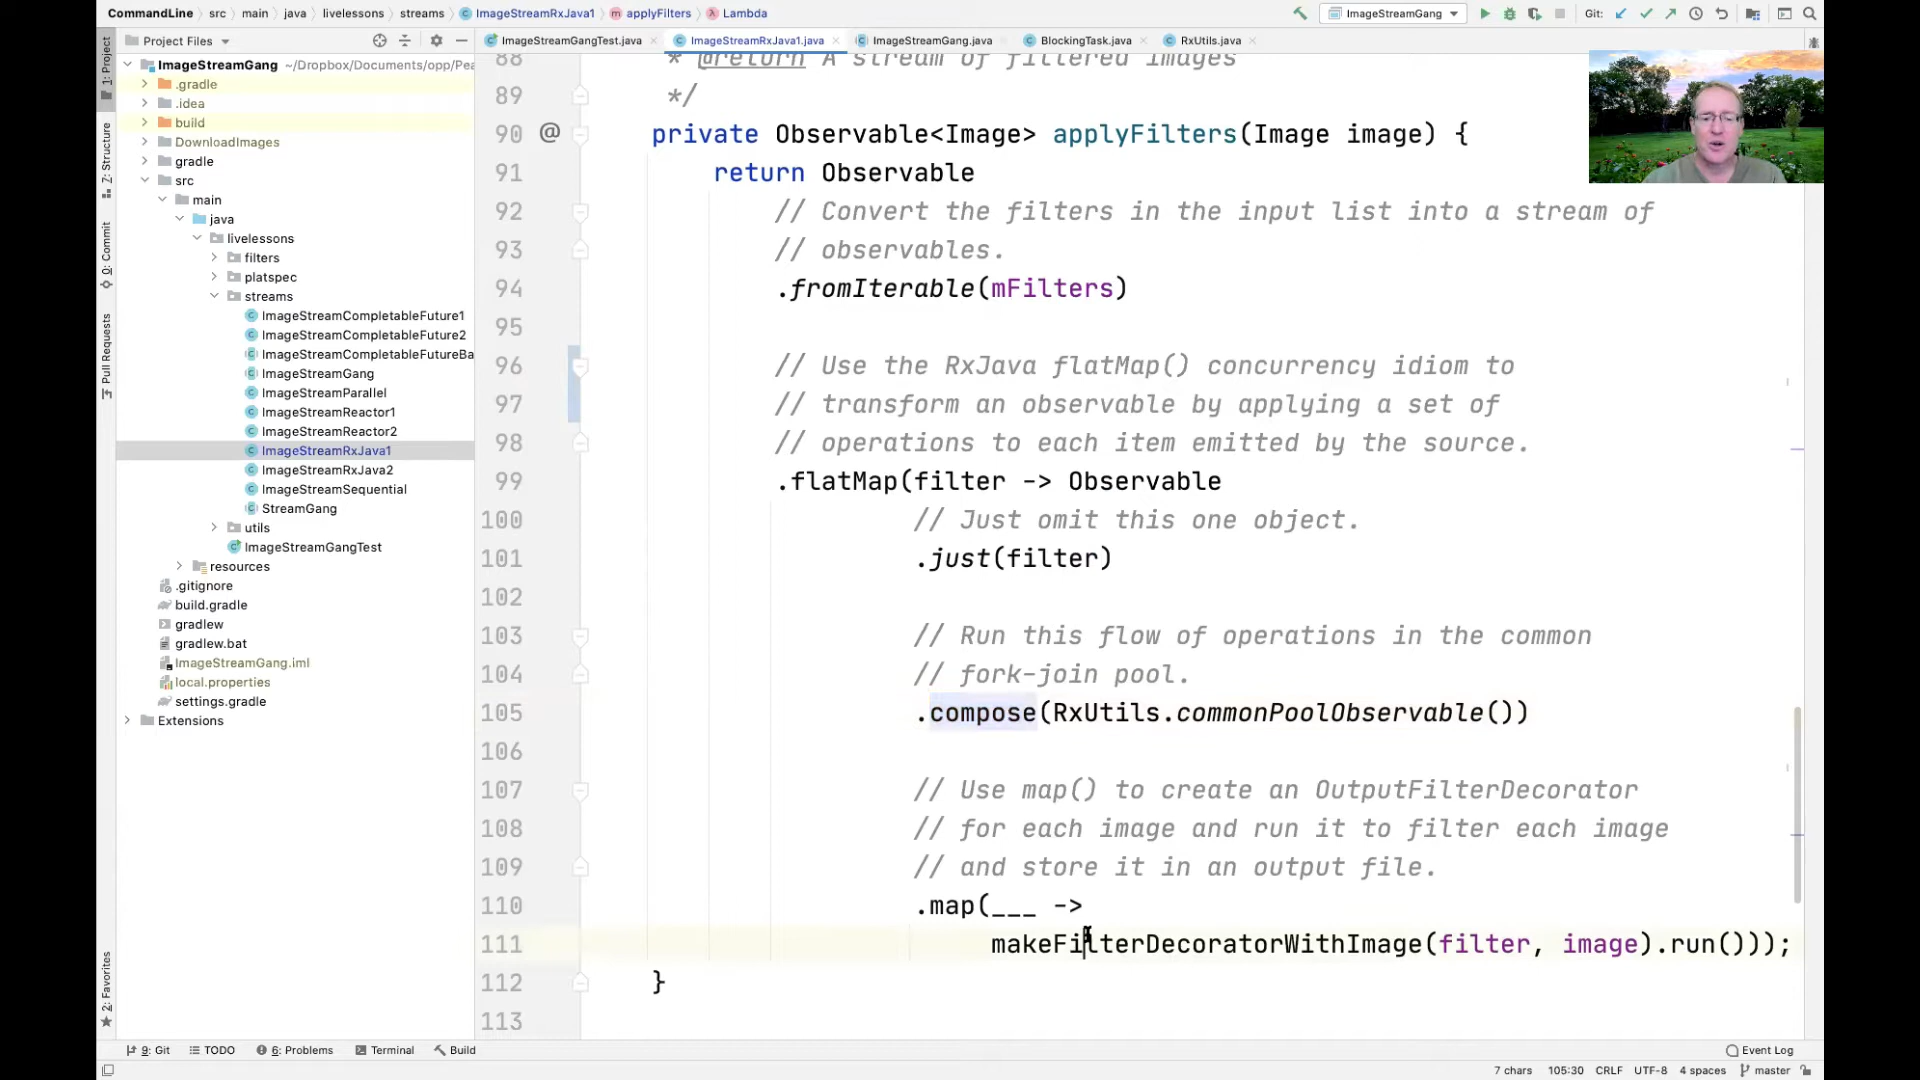 CommandLine src main java livelessons streams ImageStreamRxJava1 applyFilters Lambda
ImageStreamGang
Git:
Project Files
ImageStreamGangTest.java
ImageStreamRxJava1.java
ImageStreamGang.java
BlockingTask.java
RxUtils.java
1: Project
7: Structure
0: Commit
Pull Requests
2: Favorites
ImageStreamGang ~/Dropbox/Documents/opp/Pea
.gradle
.idea
build
DownloadImages
gradle
src
main
java
livelessons
filters
platspec
streams
ImageStreamCompletableFuture1
ImageStreamCompletableFuture2
ImageStreamCompletableFutureBa
ImageStreamGang
ImageStreamParallel
ImageStreamReactor1
ImageStreamReactor2
ImageStreamRxJava1
ImageStreamRxJava2
ImageStreamSequential
StreamGang
utils
ImageStreamGangTest
resources
.gitignore
build.gradle
gradlew
gradlew.bat
ImageStreamGang.iml
local.properties
settings.gradle
Extensions
88 * @return A stream of filtered images
89 */
90 @ private Observable<Image> applyFilters(Image image) {
91 return Observable
92 // Convert the filters in the input list into a stream of
93 // observables.
94 .fromIterable(mFilters)
95
96 // Use the RxJava flatMap() concurrency idiom to
97 // transform an observable by applying a set of
98 // operations to each item emitted by the source.
99 .flatMap(filter -> Observable
100 // Just omit this one object.
101 .just(filter)
102
103 // Run this flow of operations in the common
104 // fork-join pool.
105 .compose(RxUtils.commonPoolObservable())
106
107 // Use map() to create an OutputFilterDecorator
108 // for each image and run it to filter each image
109 // and store it in an output file.
110 .map(___ ->
111 makeFilterDecoratorWithImage(filter, image).run()));
112 }
113
9: Git TODO 6: Problems Terminal Build Event Log
7 chars 105:30 CRLF UTF-8 4 spaces master